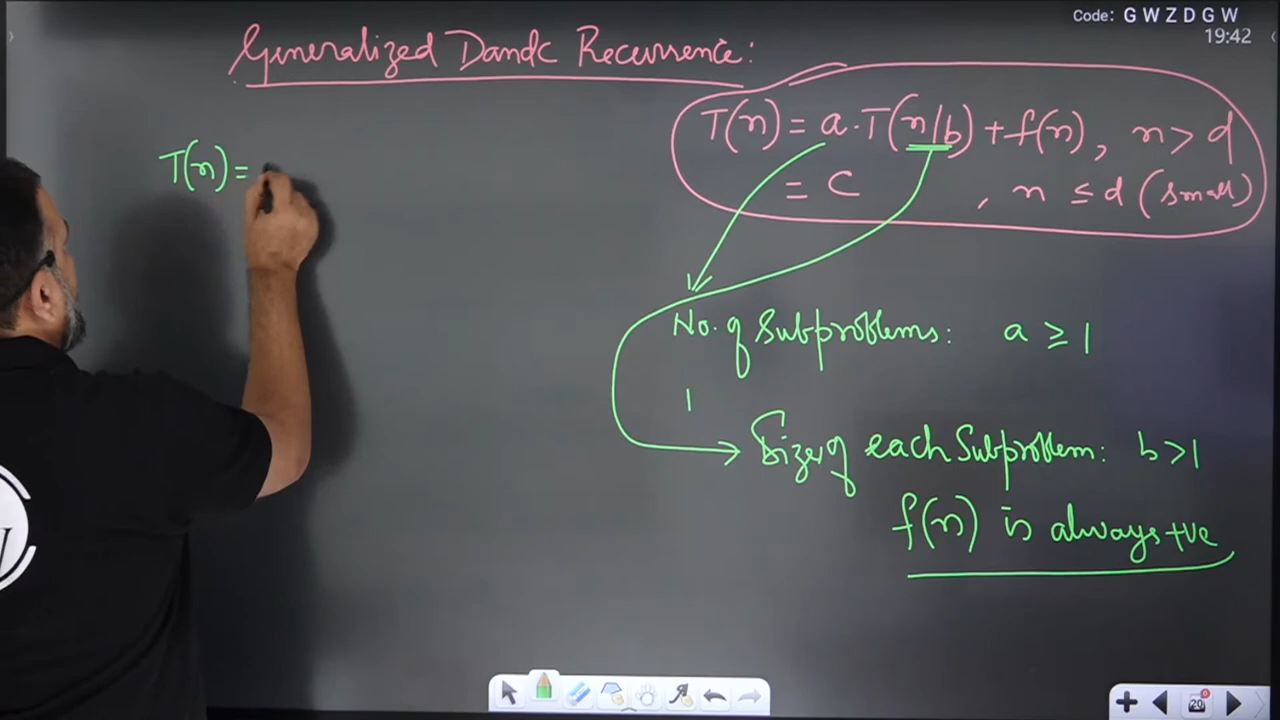 Code: G W Z D G W
19:42
Generalized Dandc Recurrence:
T(n) = a.T(n/b) + f(n), n > d
= C , n ≤ d (small)
T(n) =
No. of Subproblems: a ≥ 1
1
Size of each Subproblem: b > 1
f(n) is always +ve
20